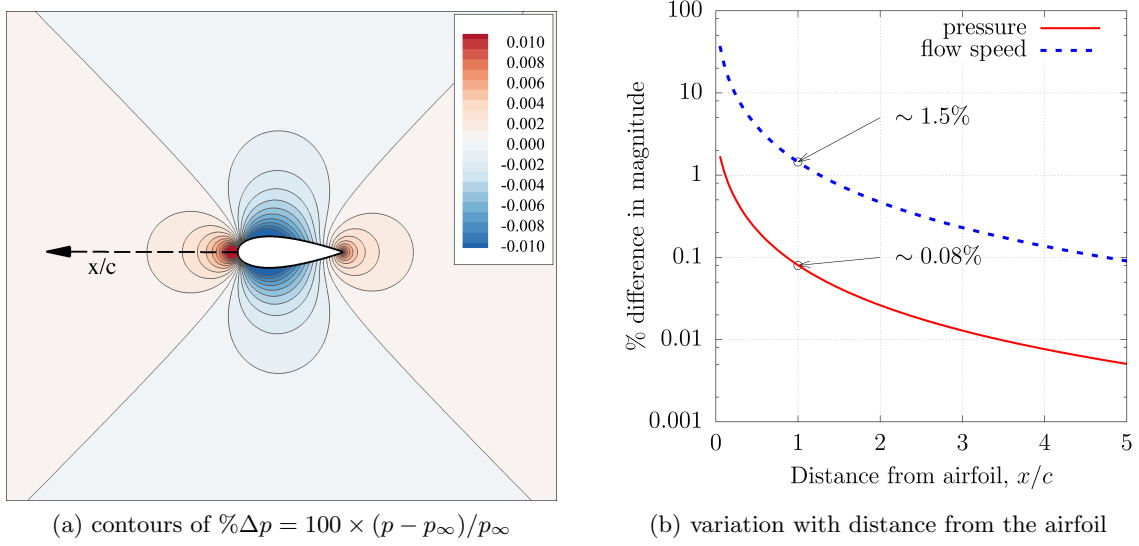 0.010
0.008
0.006
0.004
0.002
0.000
-0.002
-0.004
-0.006
-0.008
-0.010
x/c
(a) contours of %Δp = 100 × (p − p∞)/p∞
100
10
1
0.1
0.01
0.001
% difference in magnitude
pressure
flow speed
∼ 1.5%
∼ 0.08%
0 1 2 3 4 5
Distance from airfoil, x/c
(b) variation with distance from the airfoil